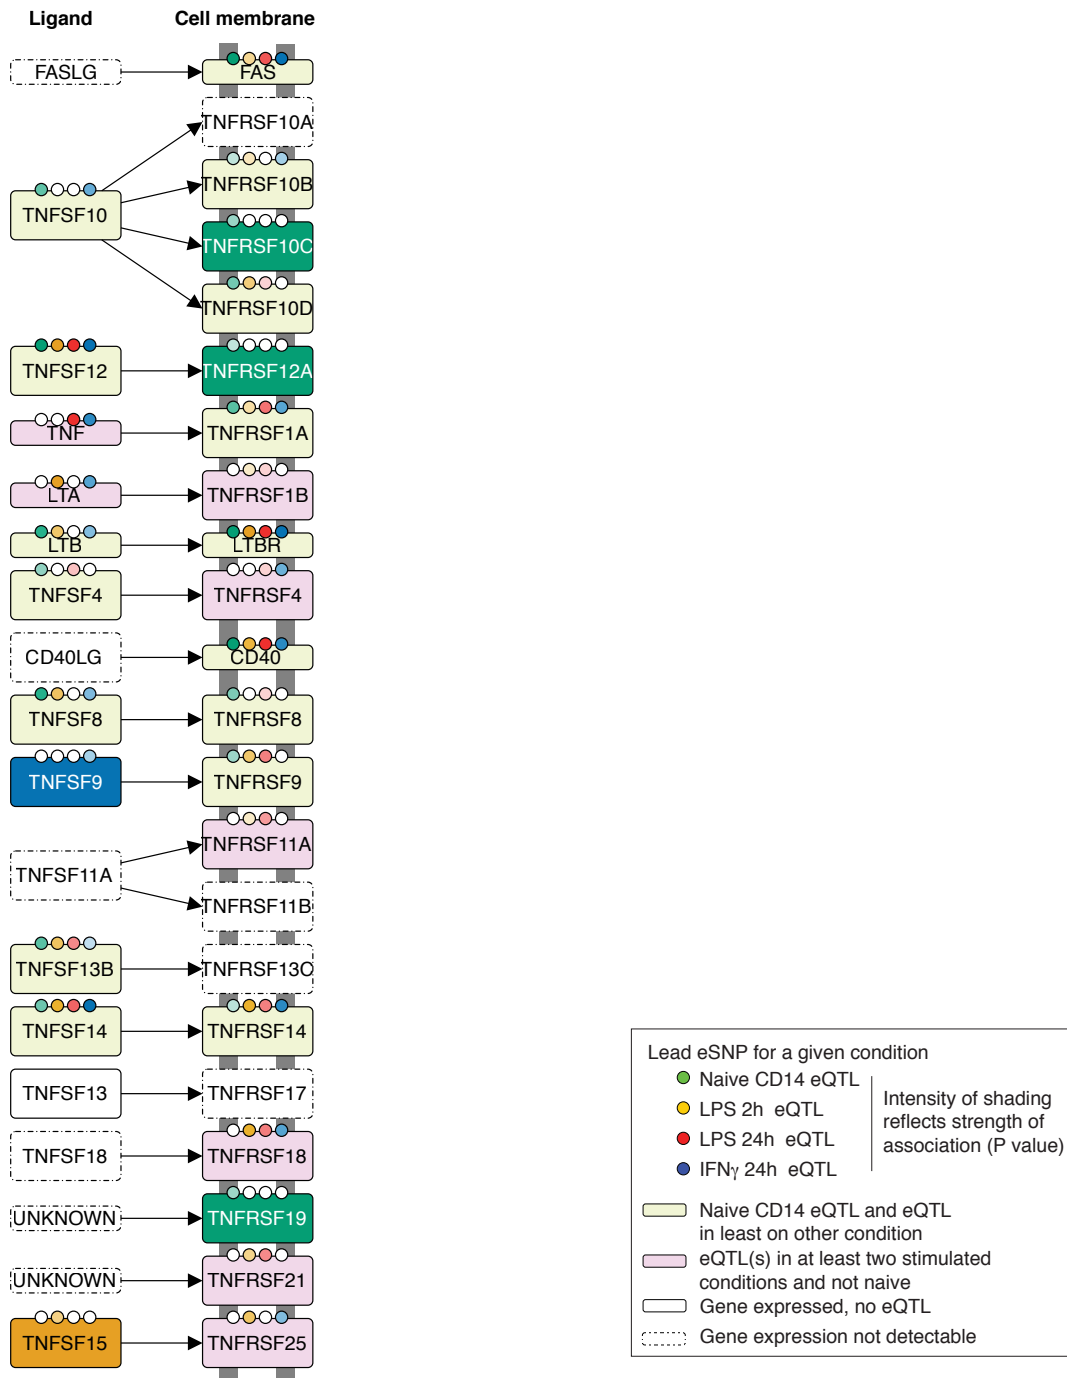 Ligand Cell membrane
FASLG FAS
TNFRSF10A
TNFRSF10B
TNFSF10
TNFRSF10C
TNFRSF10D
TNFSF12 TNFRSF12A
TNF TNFRSF1A
LTA TNFRSF1B
LTB LTBR
TNFSF4 TNFRSF4
CD40LG CD40
TNFSF8 TNFRSF8
TNFSF9 TNFRSF9
TNFRSF11A
TNFSF11A
TNFRSF11B
TNFSF13B TNFRSF13C
TNFSF14 TNFRSF14
TNFSF13 TNFRSF17
TNFSF18 TNFRSF18
UNKNOWN TNFRSF19
UNKNOWN TNFRSF21
TNFSF15 TNFRSF25
Lead eSNP for a given condition
Naive CD14 eQTL
LPS 2h eQTL
LPS 24h eQTL
IFNγ 24h eQTL
Intensity of shading
reflects strength of
association (P value)
Naive CD14 eQTL and eQTL
in least on other condition
eQTL(s) in at least two stimulated
conditions and not naive
Gene expressed, no eQTL
Gene expression not detectable